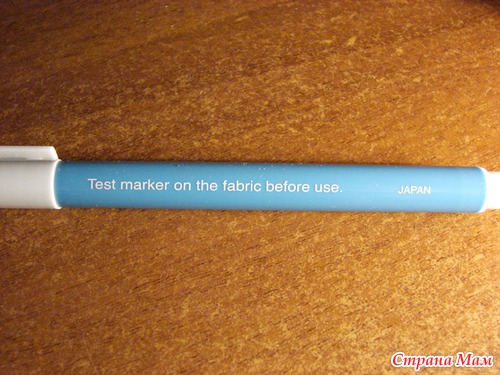 Test marker on the fabric before use. JAPAN
Страна Мам